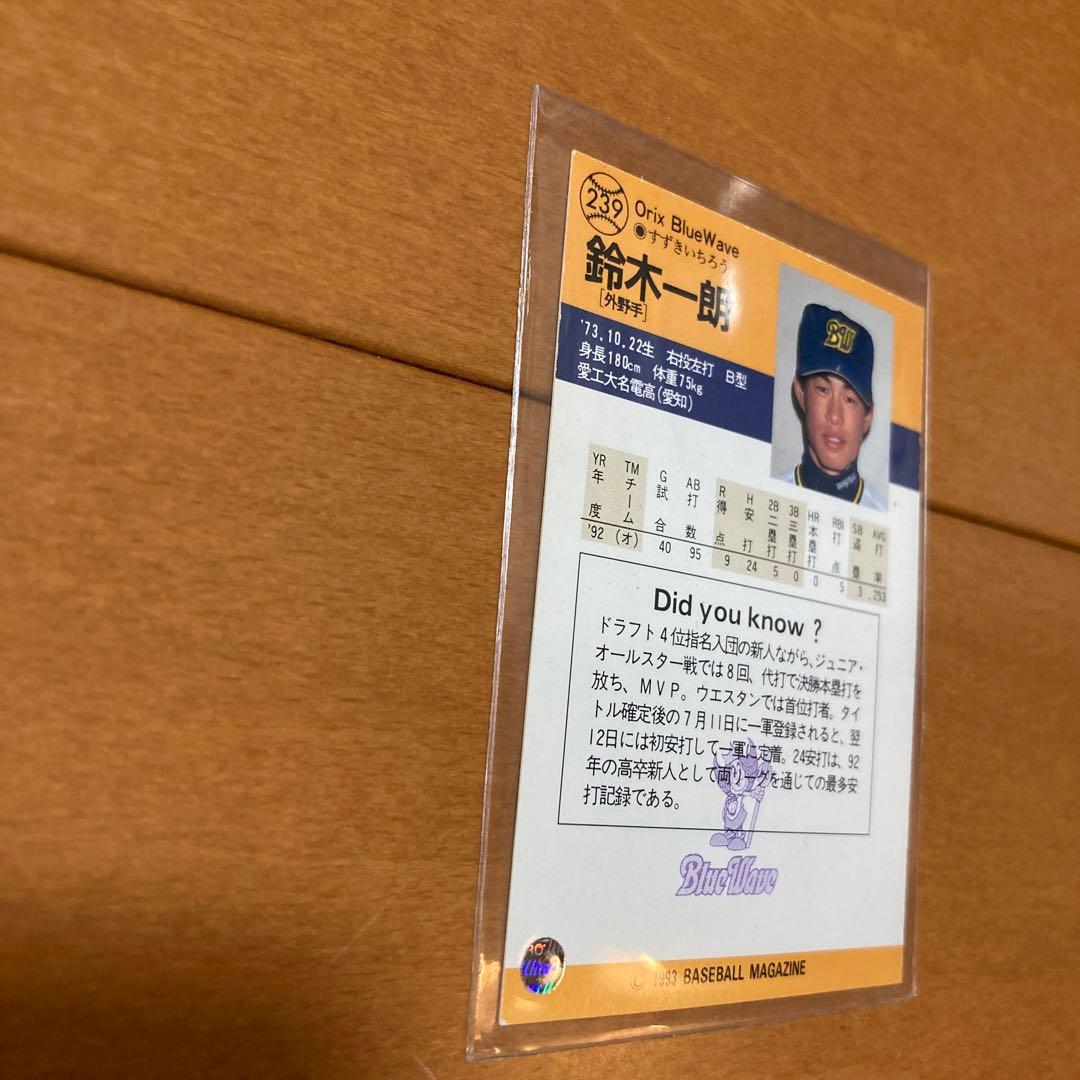 239
Orix BlueWave
◉すずきいちろう
鈴木一朗
[外野手]
'73.10.22生 右投左打 B型
身長180cm 体重75kg
愛工大名電高(愛知)
BW
YR TM G AB R H 2B 3B HR RBI SB AVG
年度 チーム 試合 打数 得点 安打 二塁打 三塁打 本塁打 打点 盗塁 打率
'92 (オ) 40 95 9 24 5 0 0 5 3 .253
Did you know ?
ドラフト4位指名入団の新人ながら、ジュニア・
オールスター戦では8回、代打で決勝本塁打を
放ち、MVP。ウエスタンでは首位打者。タイ
トル確定後の7月11日に一軍登録されると、翌
12日には初安打して一軍に定着。24安打は、92
年の高卒新人として両リーグを通じての最多安
打記録である。
BlueWave
© 1993 BASEBALL MAGAZINE